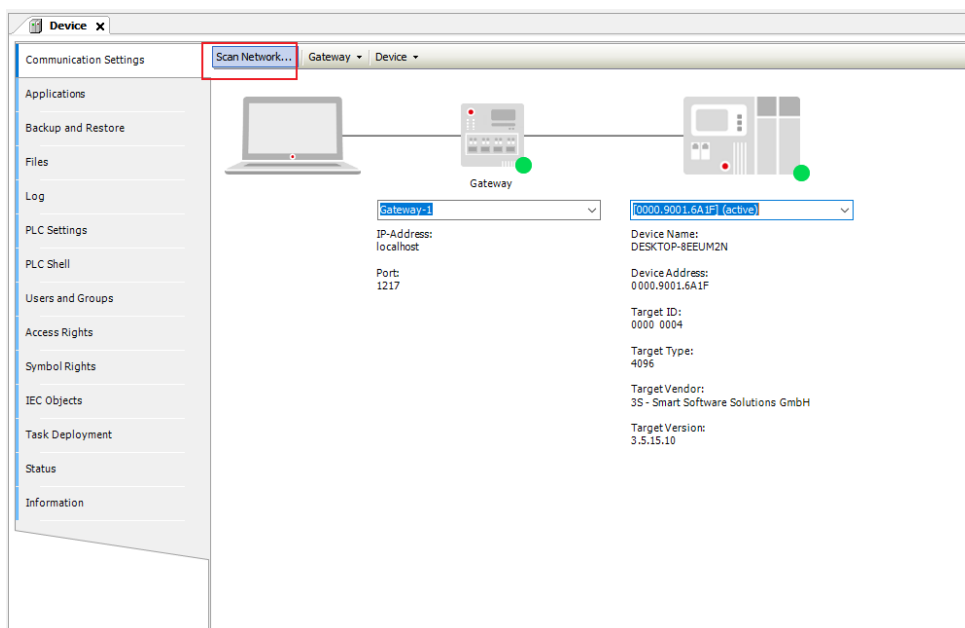 Device
Communication Settings
Scan Network...
Gateway
Device
Applications
Backup and Restore
Files
Log
PLC Settings
PLC Shell
Users and Groups
Access Rights
Symbol Rights
IEC Objects
Task Deployment
Status
Information
Gateway
Gateway-1
IP-Address:
localhost
Port:
1217
[0000.9001.6A1F] (active)
Device Name:
DESKTOP-8EEUM2N
Device Address:
0000.9001.6A1F
Target ID:
0000 0004
Target Type:
4096
Target Vendor:
3S - Smart Software Solutions GmbH
Target Version:
3.5.15.10